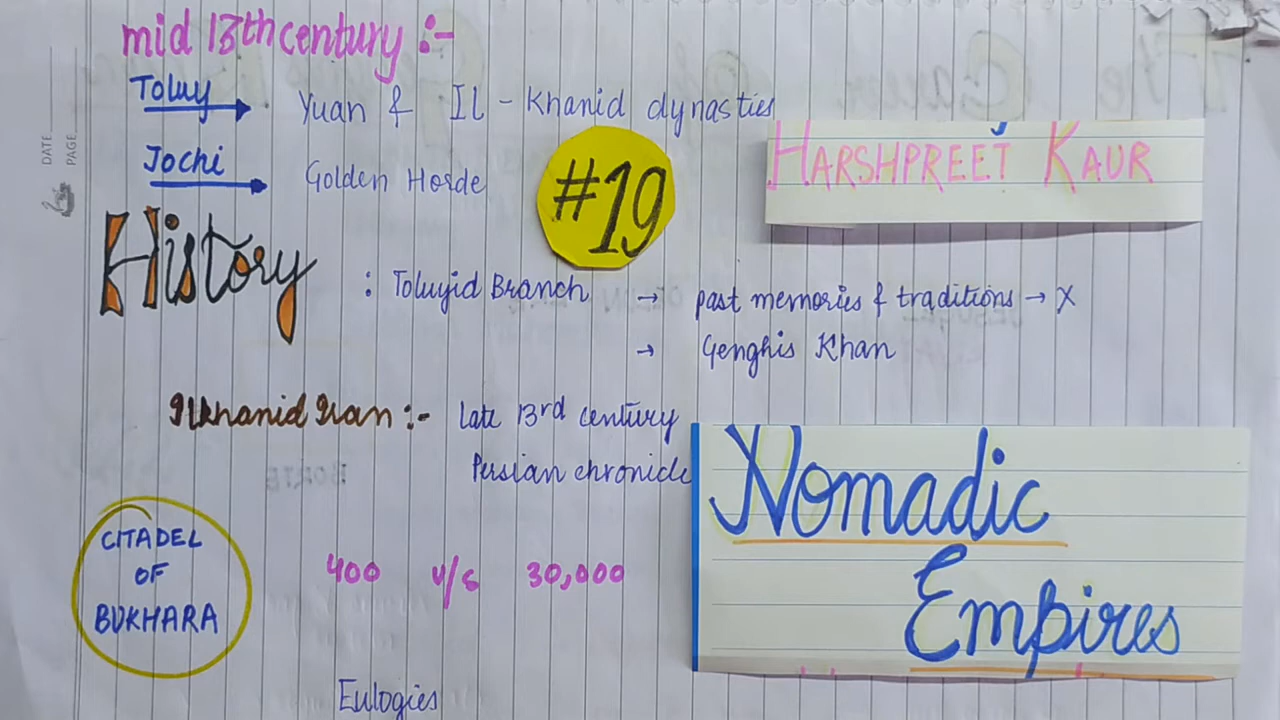 mid 13th century :-
Toluy → Yuan & Il - Khanid dynasties
Jochi → Golden Horde
#19
HARSHPREET KAUR
History
: Toluyid Branch → past memories & traditions → X
→ Genghis Khan
Ilkhanid Iran :- late 13rd century
Persian chronicle
Nomadic
Empires
CITADEL
OF
BUKHARA
400 v/s 30,000
Eulogies
DATE
PAGE